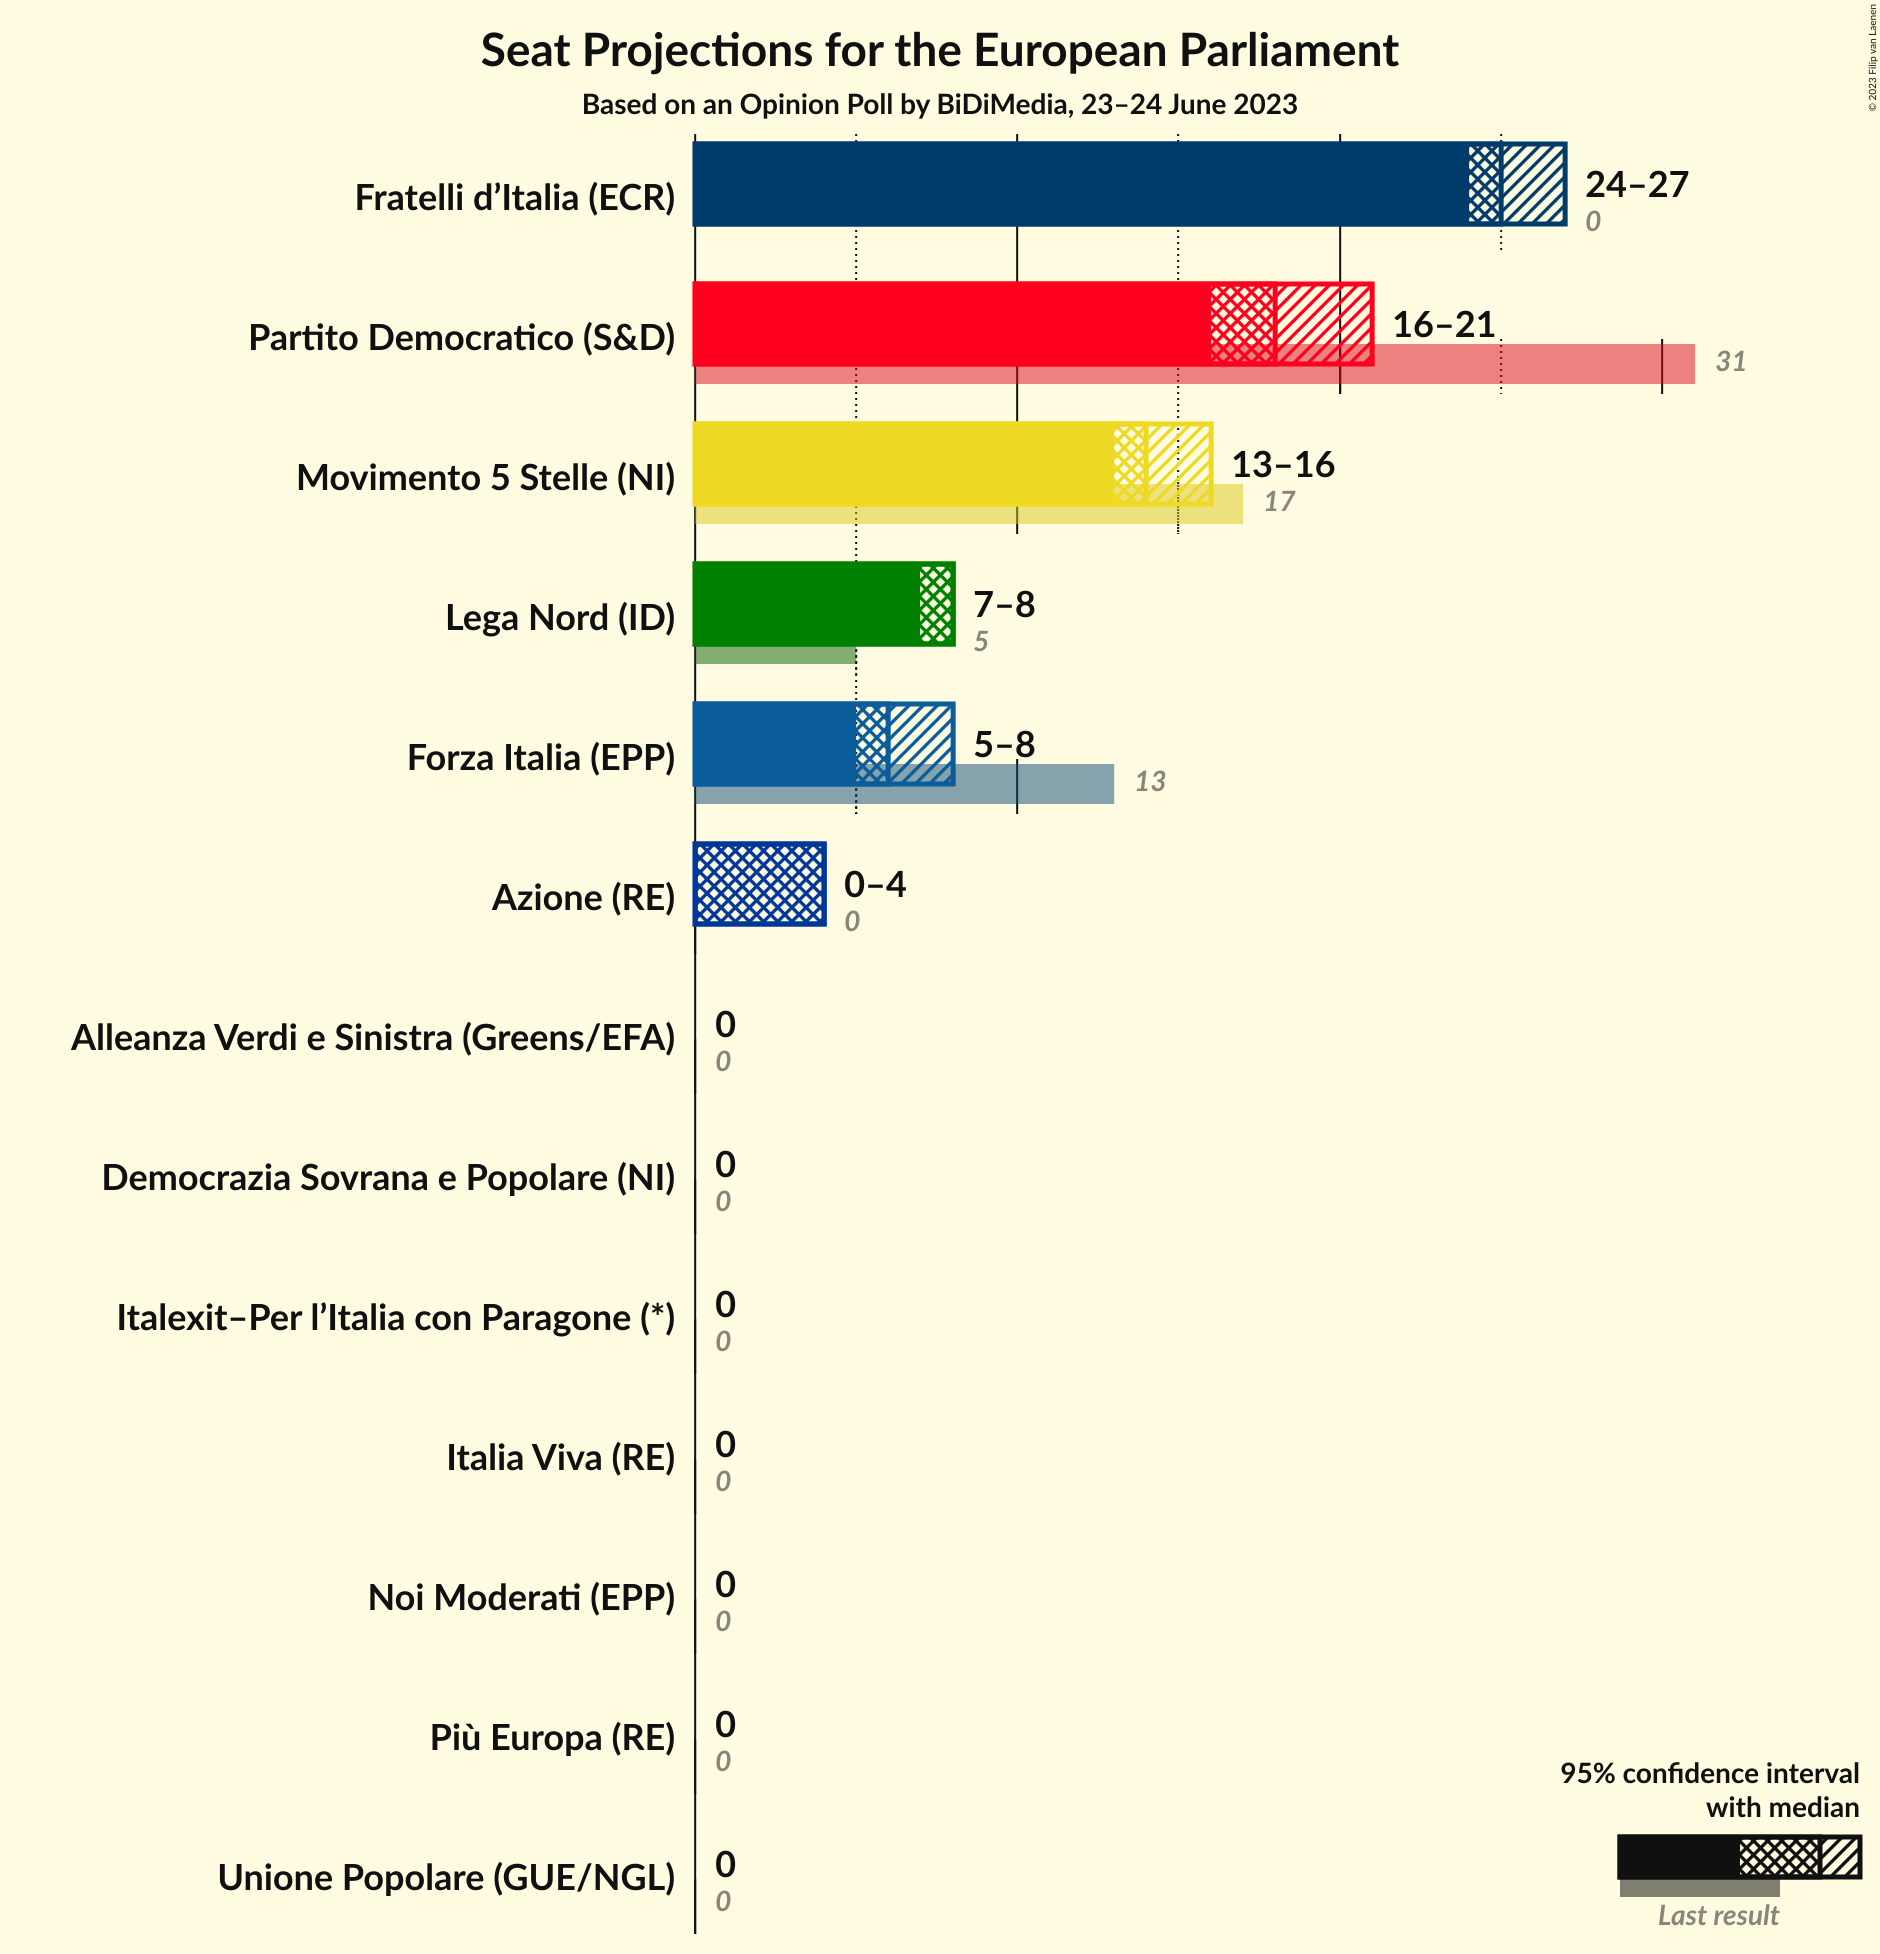 Seat Projections for the European Parliament
Based on an Opinion Poll by BiDiMedia, 23–24 June 2023
© 2023 Filip van Laenen
Fratelli d’Italia (ECR)
24–27
0
Partito Democratico (S&D)
16–21
31
Movimento 5 Stelle (NI)
13–16
17
Lega Nord (ID)
7–8
5
Forza Italia (EPP)
5–8
13
Azione (RE)
0–4
0
Alleanza Verdi e Sinistra (Greens/EFA)
0
0
Democrazia Sovrana e Popolare (NI)
0
0
Italexit–Per l’Italia con Paragone (*)
0
0
Italia Viva (RE)
0
0
Noi Moderati (EPP)
0
0
Più Europa (RE)
0
0
Unione Popolare (GUE/NGL)
0
0
95% confidence interval
with median
Last result